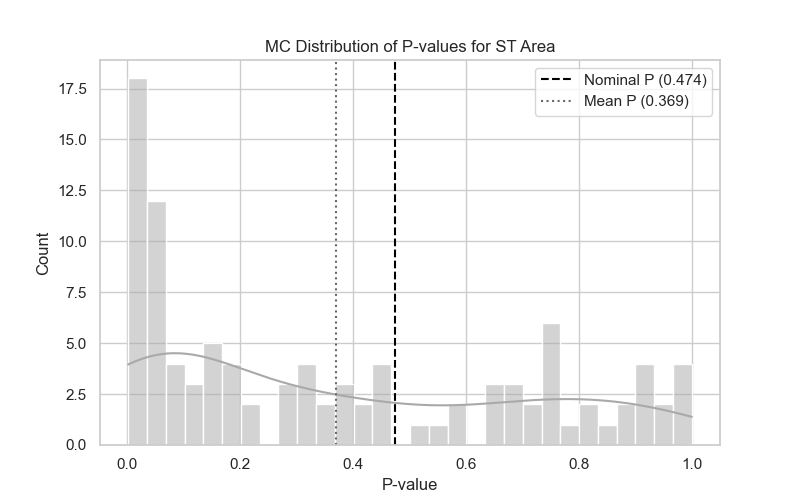 MC Distribution of P-values for ST Area
Nominal P (0.474)
Mean P (0.369)
17.5
15.0
12.5
10.0
7.5
5.0
2.5
0.0
Count
0.0 0.2 0.4 0.6 0.8 1.0
P-value